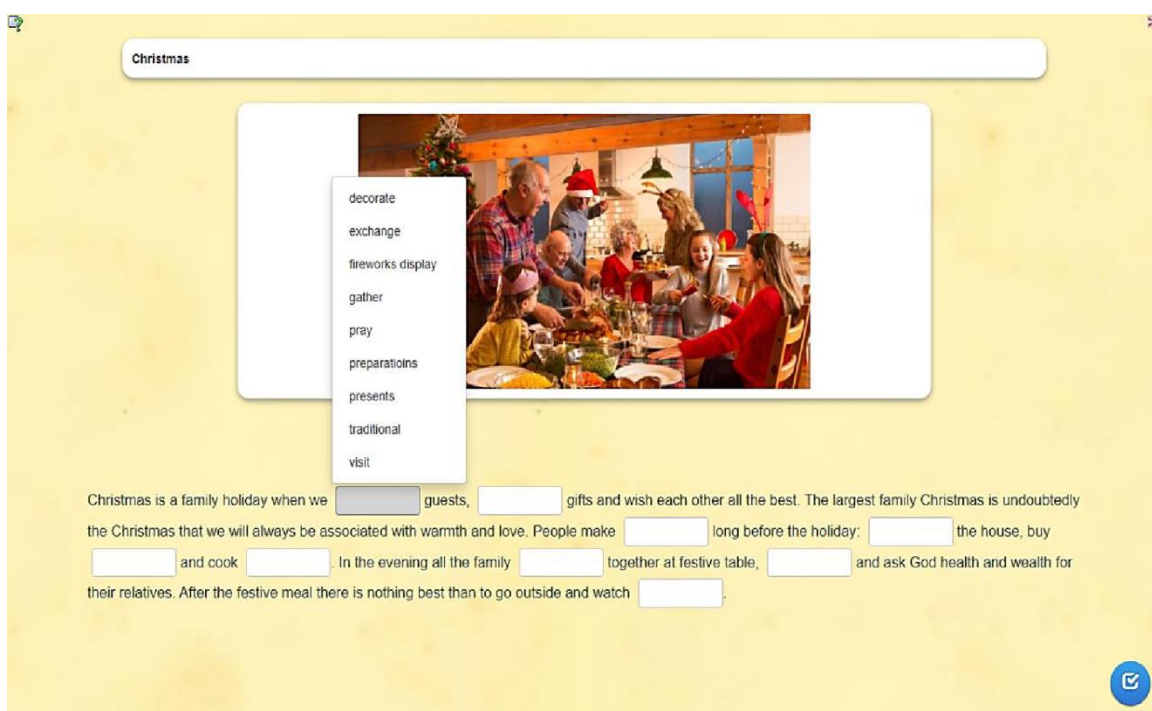 Christmas
decorate
exchange
fireworks display
gather
pray
preparatioins
presents
traditional
visit
Christmas is a family holiday when we guests, gifts and wish each other all the best. The largest family Christmas is undoubtedly
the Christmas that we will always be associated with warmth and love. People make long before the holiday: the house, buy
and cook . In the evening all the family together at festive table, and ask God health and wealth for
their relatives. After the festive meal there is nothing best than to go outside and watch .